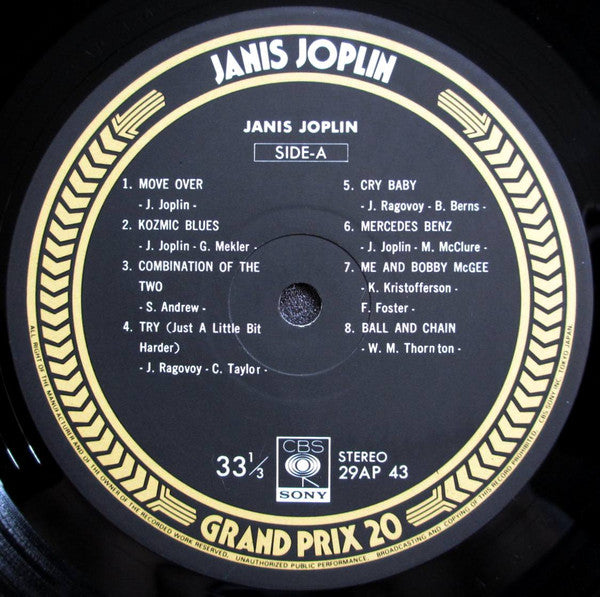 JANIS JOPLIN
JANIS JOPLIN
SIDE-A
1. MOVE OVER
- J. Joplin -
2. KOZMIC BLUES
- J. Joplin - G. Mekler -
3. COMBINATION OF THE
TWO
- S. Andrew -
4. TRY (Just A Little Bit
Harder)
- J. Ragovoy - C. Taylor -
5. CRY BABY
- J. Ragovoy - B. Berns -
6. MERCEDES BENZ
- J. Joplin - M. McClure -
7. ME AND BOBBY McGEE
- K. Kristofferson -
F. Foster -
8. BALL AND CHAIN
- W. M. Thornton -
33 1/3
CBS
SONY
STEREO
29AP 43
GRAND PRIX 20
ALL RIGHT OF THE MANUFACTURER AND OF THE OWNER OF THE RECORDED WORK RESERVED. UNAUTHORIZED PUBLIC PERFORMANCE. BROADCASTING AND COPYING OF THIS RECORD PROHIBITED. CBS SONY INC. TOKYO JAPAN.